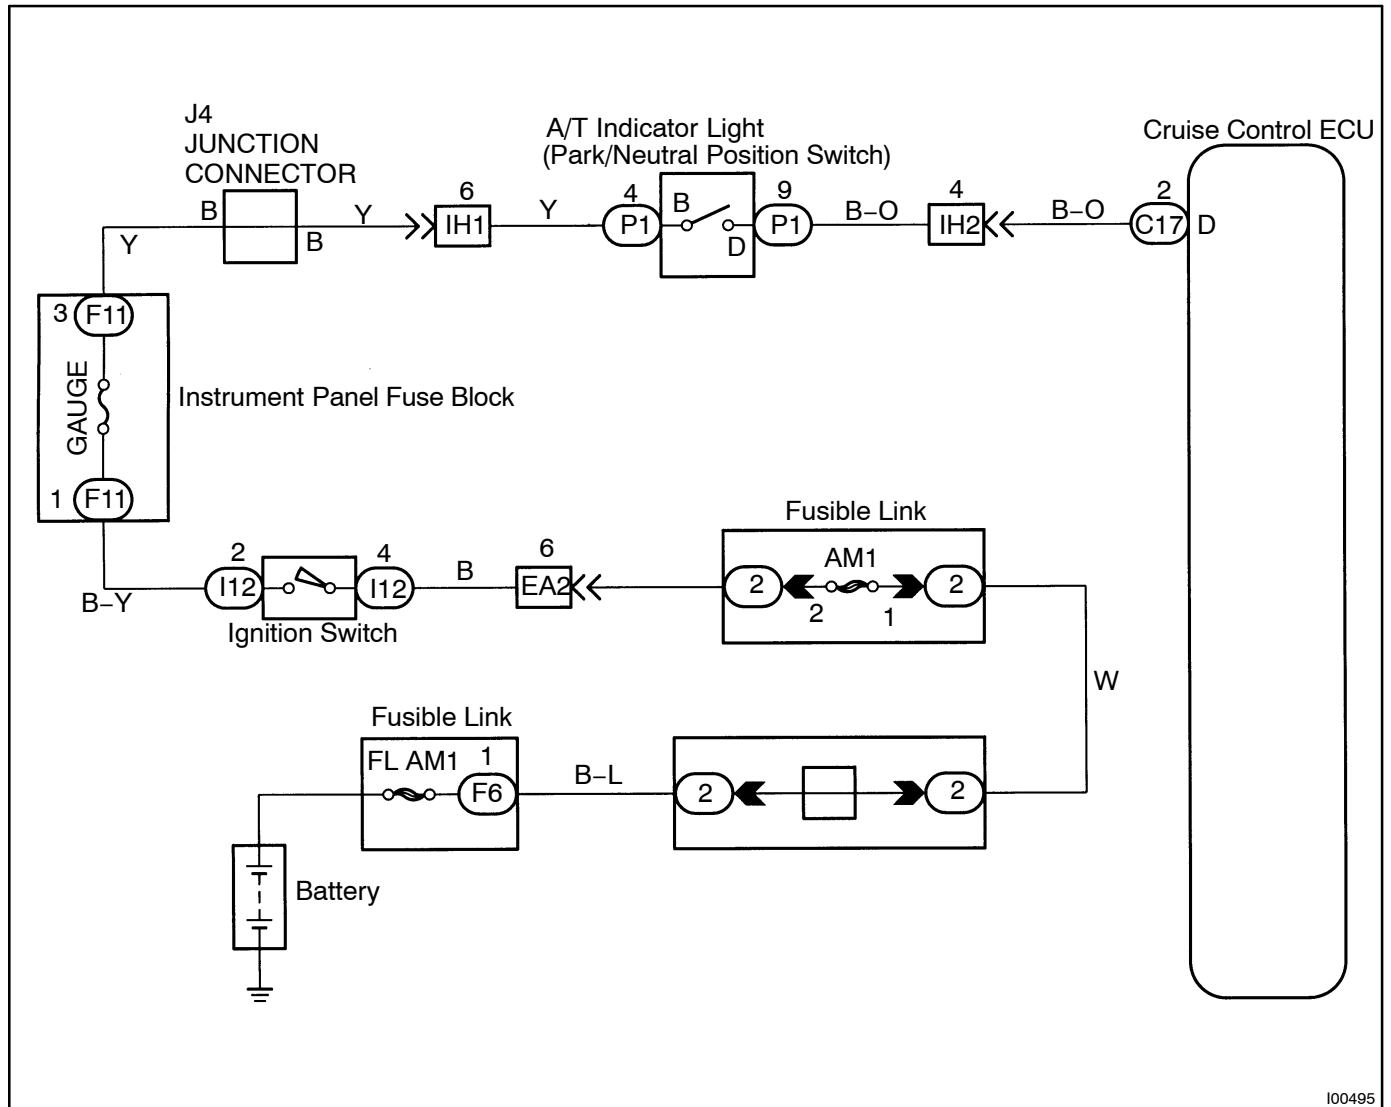 J4
JUNCTION
CONNECTOR
A/T Indicator Light
(Park/Neutral Position Switch)
Cruise Control ECU
B
Y
6
IH1
Y
4
P1
B
D
9
P1
B–O
4
IH2
B–O
2
C17
D
Y
B
3
F11
GAUGE
Instrument Panel Fuse Block
1
F11
B–Y
2
I12
4
I12
Ignition Switch
B
6
EA2
Fusible Link
AM1
2
2
1
2
W
Fusible Link
FL AM1
1
F6
B–L
2
2
Battery
I00495